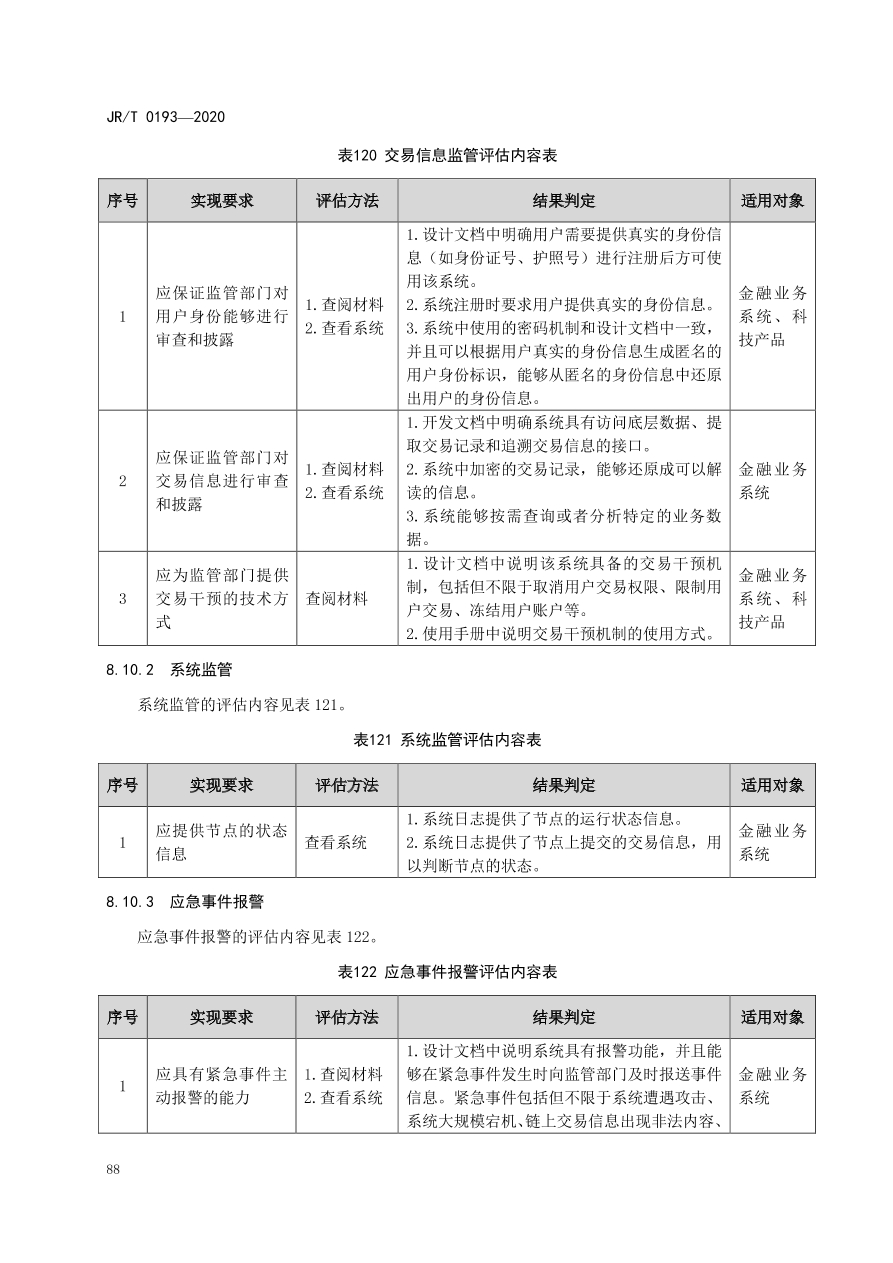 JR/T 0193—2020
表120 交易信息监管评估内容表
序号 实现要求 评估方法 结果判定 适用对象
1
应保证监管部门对
用户身份能够进行
审查和披露
1.查阅材料
2.查看系统
1.设计文档中明确用户需要提供真实的身份信
息（如身份证号、护照号）进行注册后方可使
用该系统。
2.系统注册时要求用户提供真实的身份信息。
3.系统中使用的密码机制和设计文档中一致，
并且可以根据用户真实的身份信息生成匿名的
用户身份标识，能够从匿名的身份信息中还原
出用户的身份信息。
金融业务
系统、科
技产品
2
应保证监管部门对
交易信息进行审查
和披露
1.查阅材料
2.查看系统
1.开发文档中明确系统具有访问底层数据、提
取交易记录和追溯交易信息的接口。
2.系统中加密的交易记录，能够还原成可以解
读的信息。
3.系统能够按需查询或者分析特定的业务数
据。
金融业务
系统
3
应为监管部门提供
交易干预的技术方
式
查阅材料
1.设计文档中说明该系统具备的交易干预机
制，包括但不限于取消用户交易权限、限制用
户交易、冻结用户账户等。
2.使用手册中说明交易干预机制的使用方式。
金融业务
系统、科
技产品
8.10.2 系统监管
系统监管的评估内容见表 121。
表121 系统监管评估内容表
序号 实现要求 评估方法 结果判定 适用对象
1
应提供节点的状态
信息
查看系统
1.系统日志提供了节点的运行状态信息。
2.系统日志提供了节点上提交的交易信息，用
以判断节点的状态。
金融业务
系统
8.10.3 应急事件报警
应急事件报警的评估内容见表 122。
表122 应急事件报警评估内容表
序号 实现要求 评估方法 结果判定 适用对象
1
应具有紧急事件主
动报警的能力
1.查阅材料
2.查看系统
1.设计文档中说明系统具有报警功能，并且能
够在紧急事件发生时向监管部门及时报送事件
信息。紧急事件包括但不限于系统遭遇攻击、
系统大规模宕机、链上交易信息出现非法内容、
金融业务
系统
88